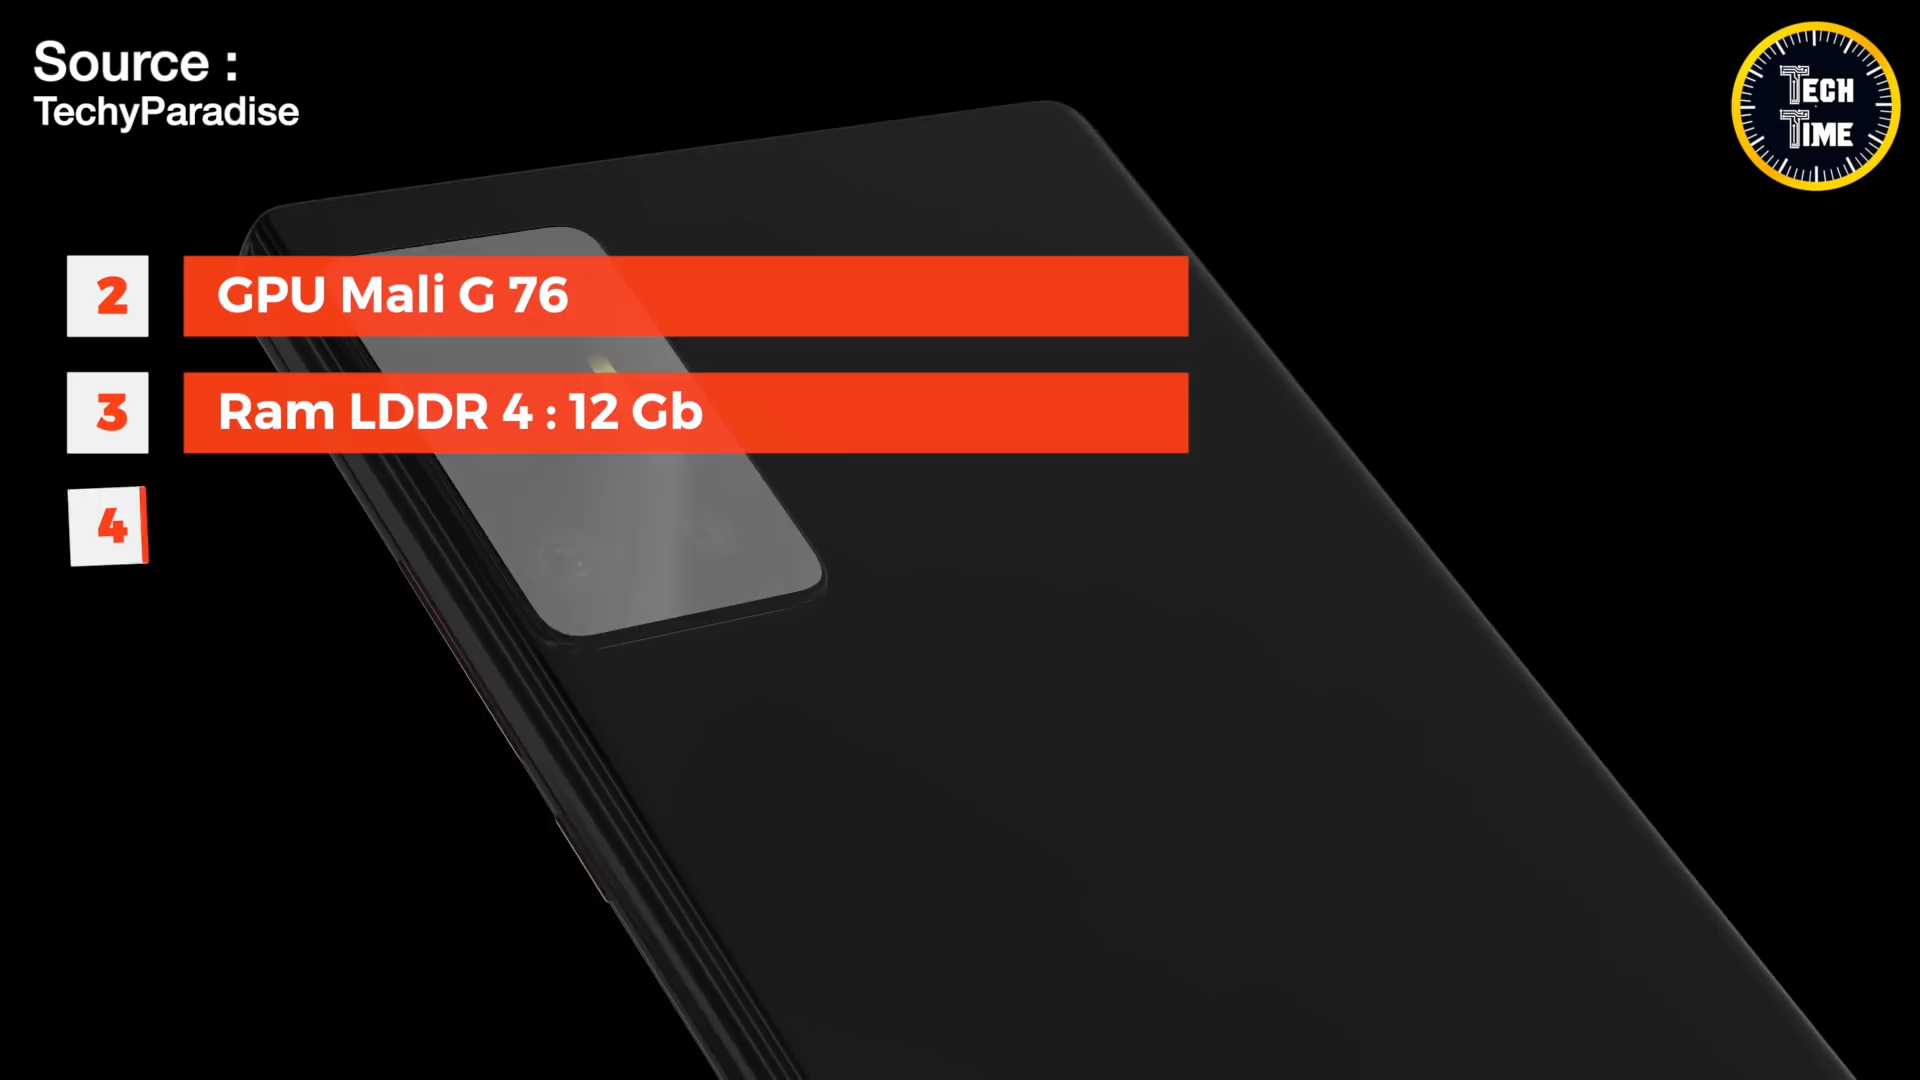 Source :
TechyParadise
TECH
TIME
2
GPU Mali G 76
3
Ram LDDR 4 : 12 Gb
4